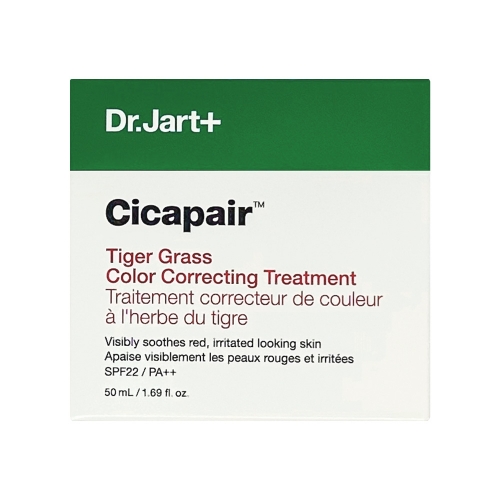 Dr.Jart+
Cicapair™
Tiger Grass
Color Correcting Treatment
Traitement correcteur de couleur
à l'herbe du tigre
Visibly soothes red, irritated looking skin
Apaise visiblement les peaux rouges et irritées
SPF22 / PA++
50 mL / 1.69 fl. oz.